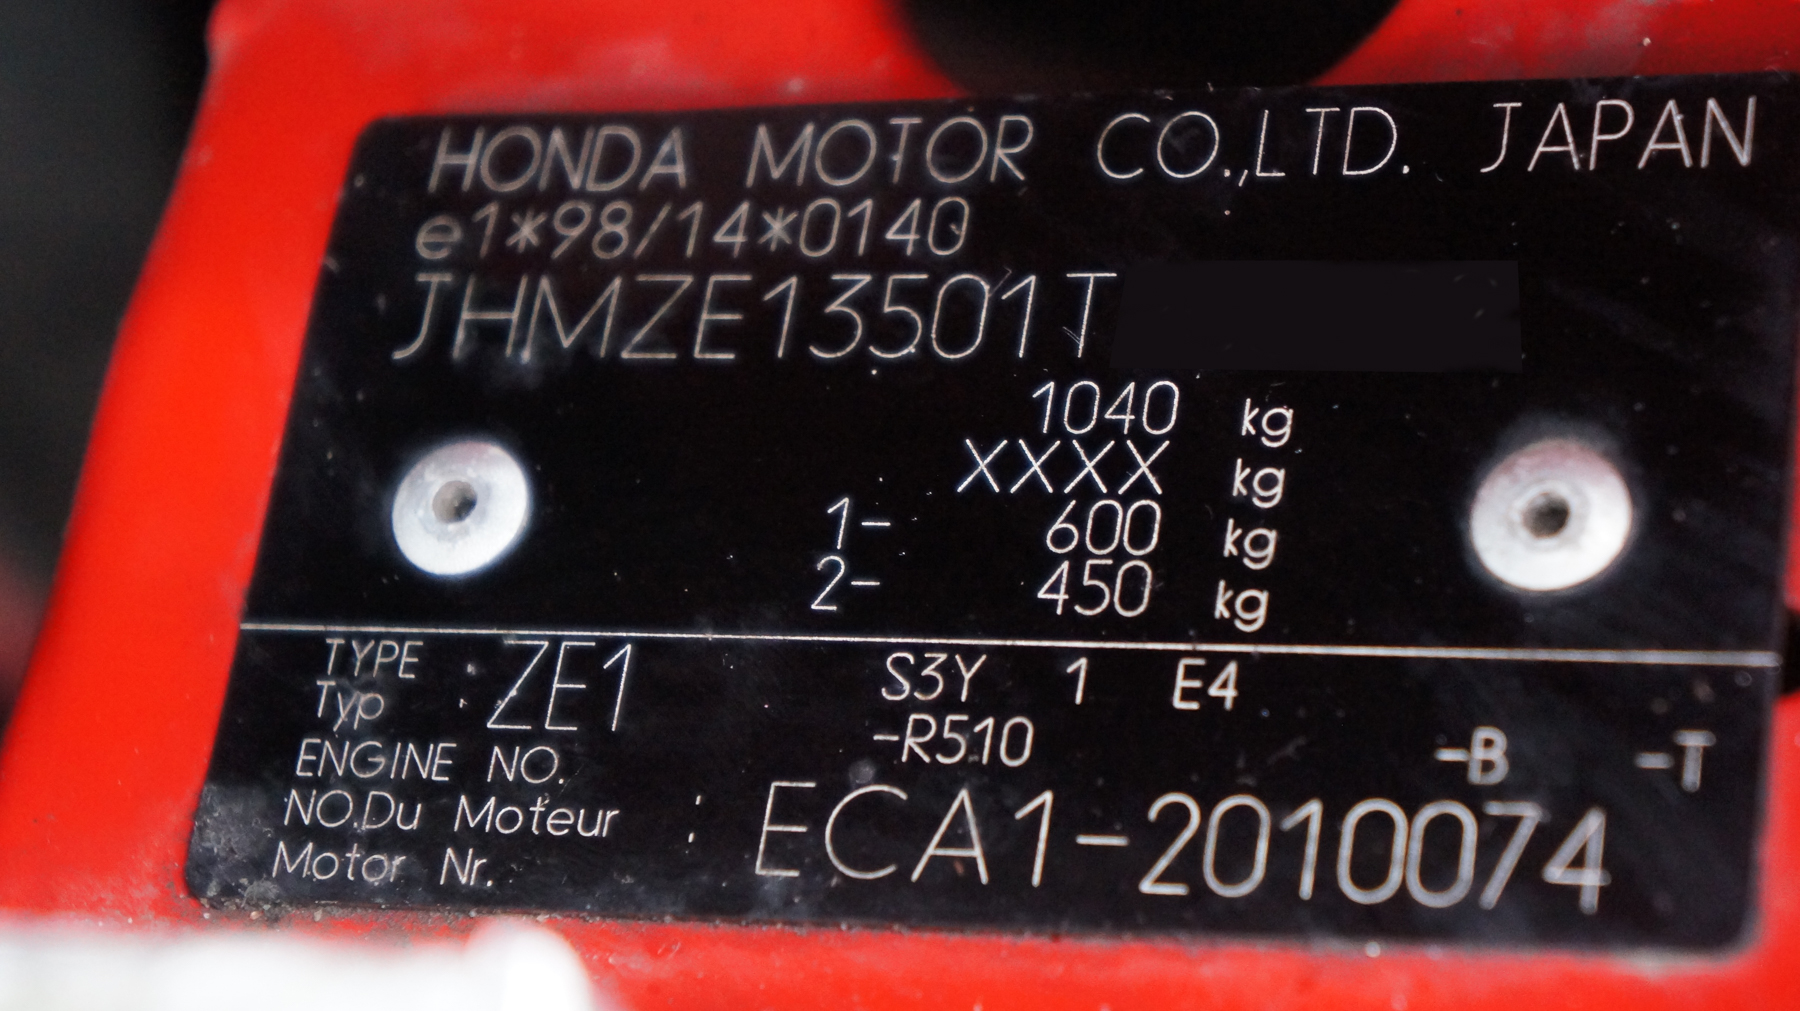 HONDA MOTOR CO.,LTD. JAPAN
e1*98/14*0140
JHMZE13501T
1040 kg
XXXX kg
1- 600 kg
2- 450 kg
TYPE
Typ : ZE1 S3Y 1 E4
-R510 -B -T
ENGINE NO.
NO.Du Moteur : ECA1-2010074
Motor Nr.